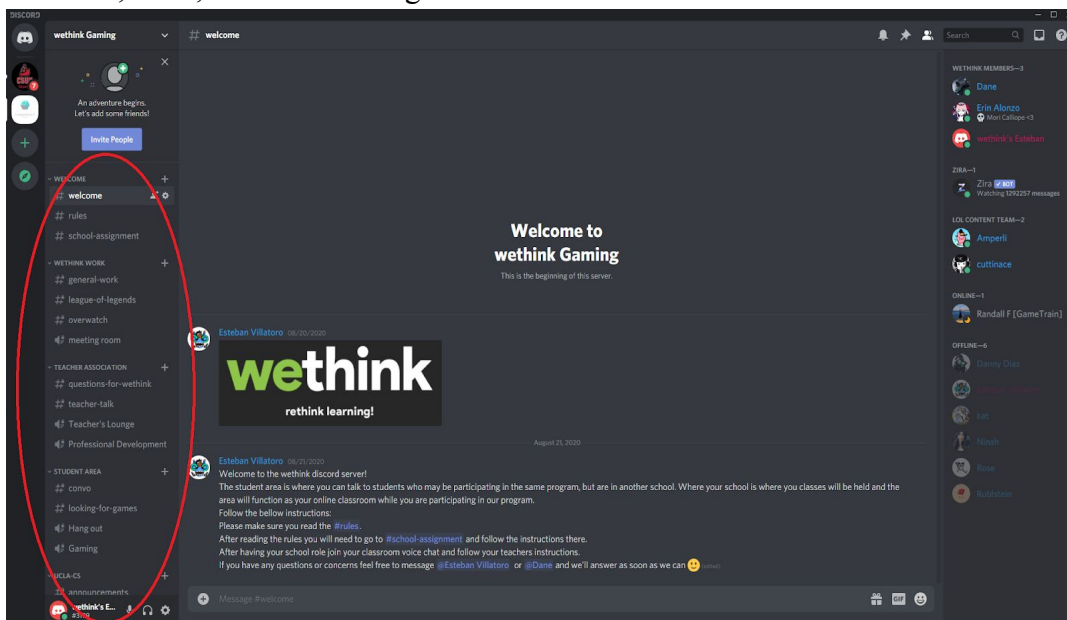 DISCORD
wethink Gaming
# welcome
Search
An adventure begins.
Let's add some friends!
Invite People
WELCOME
# welcome
# rules
# school-assignment
WETHINK WORK
# general-work
# league-of-legends
# overwatch
meeting room
TEACHER ASSOCIATION
# questions-for-wethink
# teacher-talk
Teacher's Lounge
Professional Development
STUDENT AREA
# convo
# looking-for-games
Hang out
Gaming
UCLA-CS
# announcements
wethink's E...
Welcome to
wethink Gaming
This is the beginning of this server.
Esteban Villatoro 08/20/2020
wethink
rethink learning!
August 21, 2020
Esteban Villatoro 08/21/2020
Welcome to the wethink discord server!
The student area is where you can talk to students who may be participating in the same program, but are in another school. Where your school is where you classes will be held and the
area will function as your online classroom while you are participating in our program.
Follow the bellow instructions:
Please make sure you read the #rules.
After reading the rules you will need to go to #school-assignment and follow the instructions there.
After having your school role join your classroom voice chat and follow your teachers instructions.
If you have any questions or concerns feel free to message @Esteban Villatoro or @Dane and we'll answer as soon as we can (edited)
Message #welcome
GIF
WETHINK MEMBERS—3
Dane
Erin Alonzo
Mori Calliope <3
wethink's Esteban
ZIRA—1
Zira BOT
Watching 1292257 messages
LOL CONTENT TEAM—2
Amperli
cuttinace
ONLINE—1
Randall F [GameTrain]
OFFLINE—6
Danny Diaz
Ninah
Rose